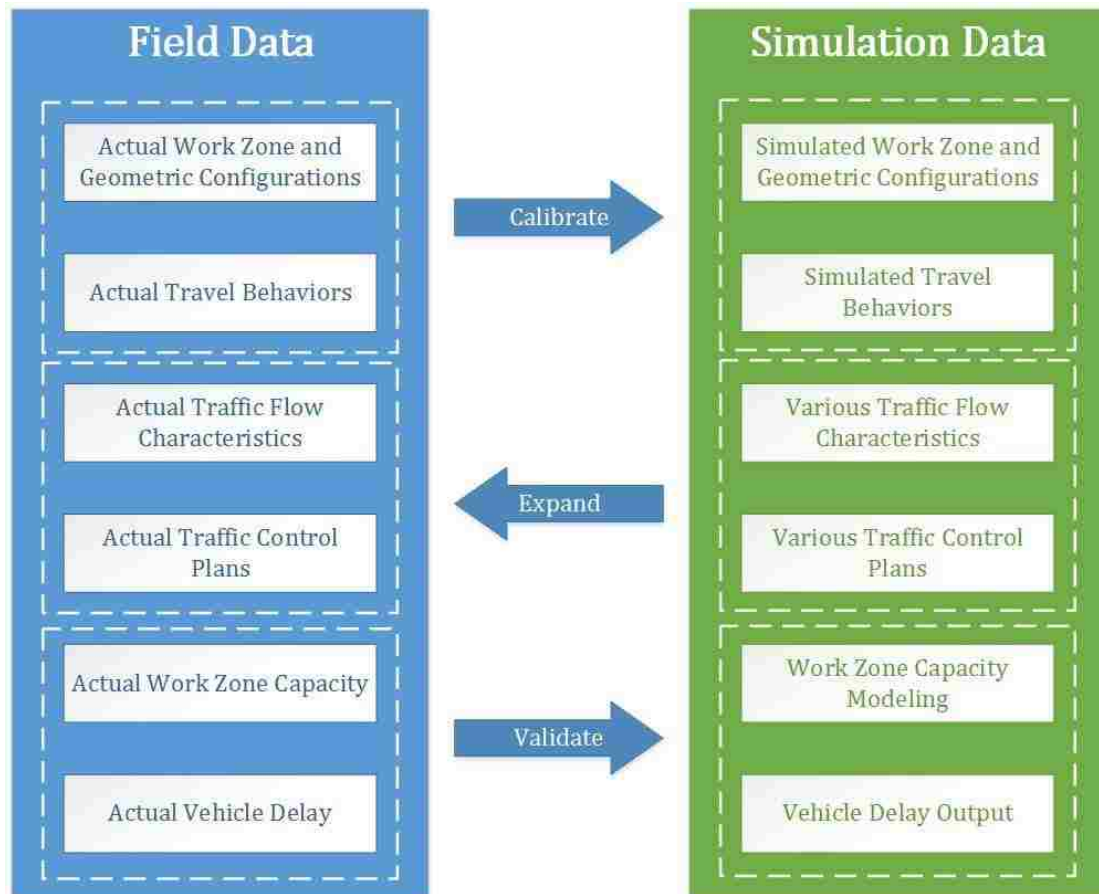 Field Data
Actual Work Zone and
Geometric Configurations
Actual Travel Behaviors
Actual Traffic Flow
Characteristics
Actual Traffic Control
Plans
Actual Work Zone Capacity
Actual Vehicle Delay
Calibrate
Expand
Validate
Simulation Data
Simulated Work Zone and
Geometric Configurations
Simulated Travel
Behaviors
Various Traffic Flow
Characteristics
Various Traffic Control
Plans
Work Zone Capacity
Modeling
Vehicle Delay Output